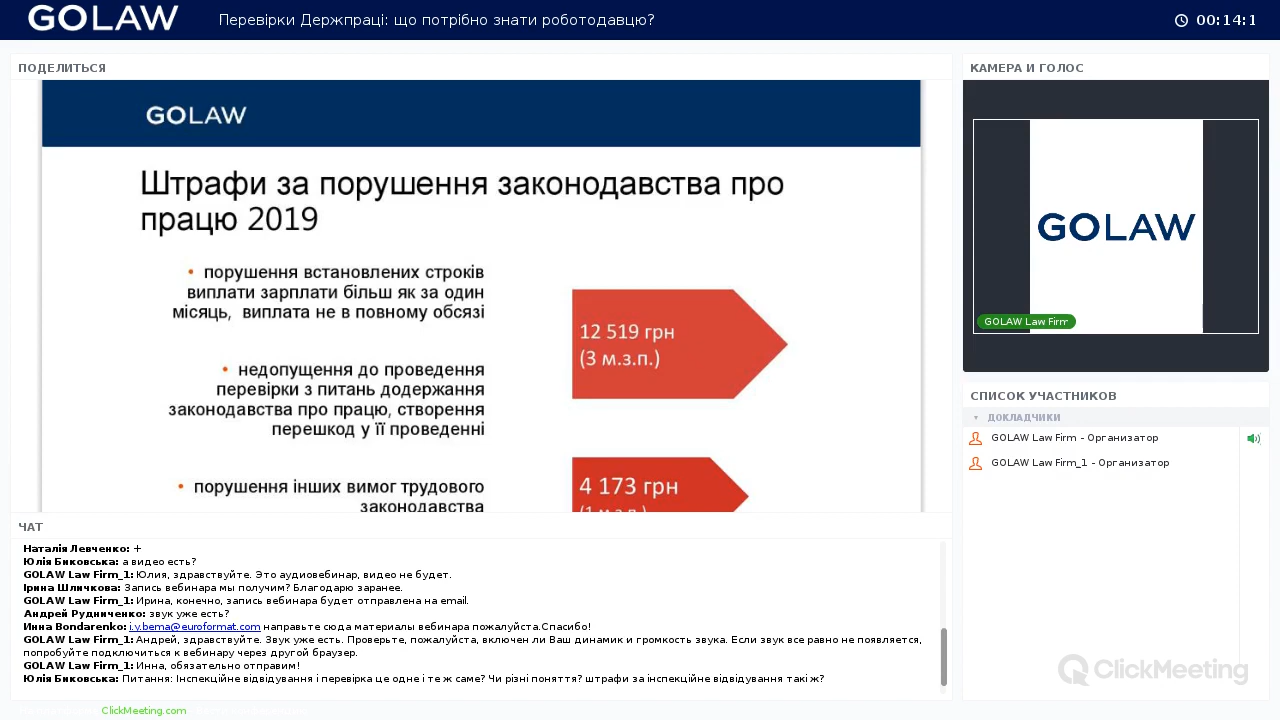 GOLAW
Перевірки Держпраці: що потрібно знати роботодавцю?
00:14:1
ПОДЕЛИТЬСЯ
GOLAW
Штрафи за порушення законодавства про
працю 2019
• порушення встановлених строків
виплати зарплати більш як за один
місяць, виплата не в повному обсязі
12 519 грн
(3 м.з.п.)
• недопущення до проведення
перевірки з питань додержання
законодавства про працю, створення
перешкод у її проведенні
• порушення інших вимог трудового
законодавства
4 173 грн
(1 м.з.п.)
КАМЕРА И ГОЛОС
GOLAW
GOLAW Law Firm
СПИСОК УЧАСТНИКОВ
ДОКЛАДЧИКИ
GOLAW Law Firm - Организатор
GOLAW Law Firm_1 - Организатор
ClickMeeting
ЧАТ
Наталія Левченко: +
Юлія Биковська: а видео есть?
GOLAW Law Firm_1: Юлия, здравствуйте. Это аудиовебинар, видео не будет.
Ірина Шличкова: Запись вебинара мы получим? Благодарю заранее.
GOLAW Law Firm_1: Ирина, конечно, запись вебинара будет отправлена на email.
Андрей Рудниченко: звук уже есть?
Инна Bondarenko: i.y.bema@euroformat.com направьте сюда материалы вебинара пожалуйста.Спасибо!
GOLAW Law Firm_1: Андрей, здравствуйте. Звук уже есть. Проверьте, пожалуйста, включен ли Ваш динамик и громкость звука. Если звук все равно не появляется,
попробуйте подключиться к вебинару через другой браузер.
GOLAW Law Firm_1: Инна, обязательно отправим!
Юлія Биковська: Питання: Інспекційне відвідування і перевірка це одне і те ж саме? Чи різні поняття? штрафи за інспекційне відвідування такі ж?
ClickMeeting.com